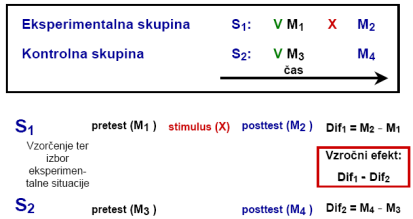 Eksperimentalna skupina S₁: V M₁ X M₂
Kontrolna skupina S₂: V M₃ M₄
čas
S₁ pretest (M₁) stimulus (X) posttest (M₂) Dif₁ = M₂ - M₁
Vzorčenje ter
izbor
eksperimen-
talne situacije
Vzročni efekt:
Dif₁ - Dif₂
S₂ pretest (M₃) posttest (M₄) Dif₂ = M₄ - M₃